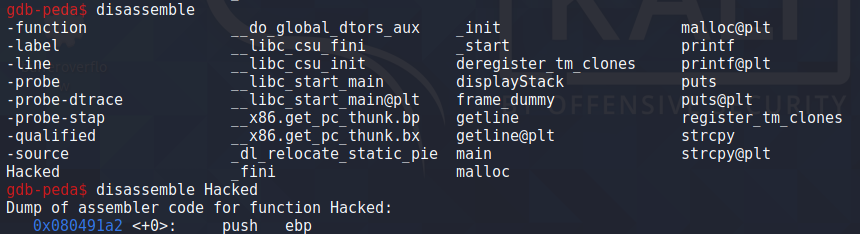 gdb-peda$ disassemble
-function __do_global_dtors_aux _init malloc@plt
-label __libc_csu_fini _start printf
-line __libc_csu_init deregister_tm_clones printf@plt
-probe __libc_start_main displayStack puts
-probe-dtrace __libc_start_main@plt frame_dummy puts@plt
-probe-stap __x86.get_pc_thunk.bp getline register_tm_clones
-qualified __x86.get_pc_thunk.bx getline@plt strcpy
-source _dl_relocate_static_pie main strcpy@plt
Hacked _fini malloc
gdb-peda$ disassemble Hacked
Dump of assembler code for function Hacked:
0x080491a2 <+0>: push ebp